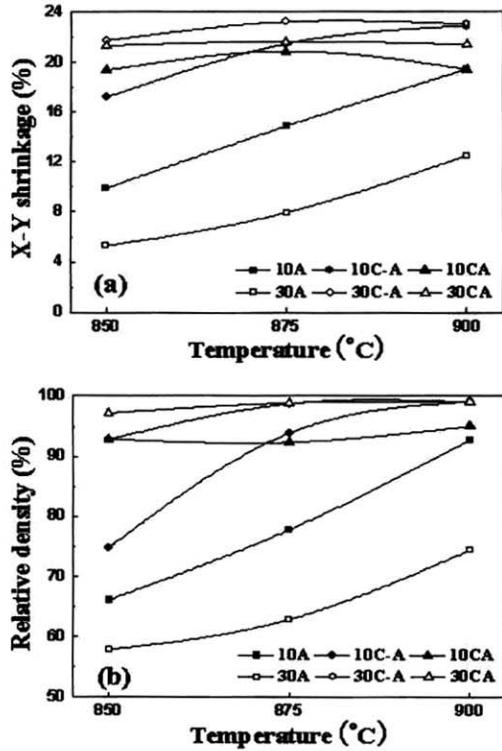 24
20
16
12
8
4
0
X-Y shrinkage (%)
(a)
10A 10C-A 10CA
30A 30C-A 30CA
850 875 900
Temperature (°C)
100
90
80
70
60
50
Relative density (%)
(b)
10A 10C-A 10CA
30A 30C-A 30CA
850 875 900
Temperature (°C)